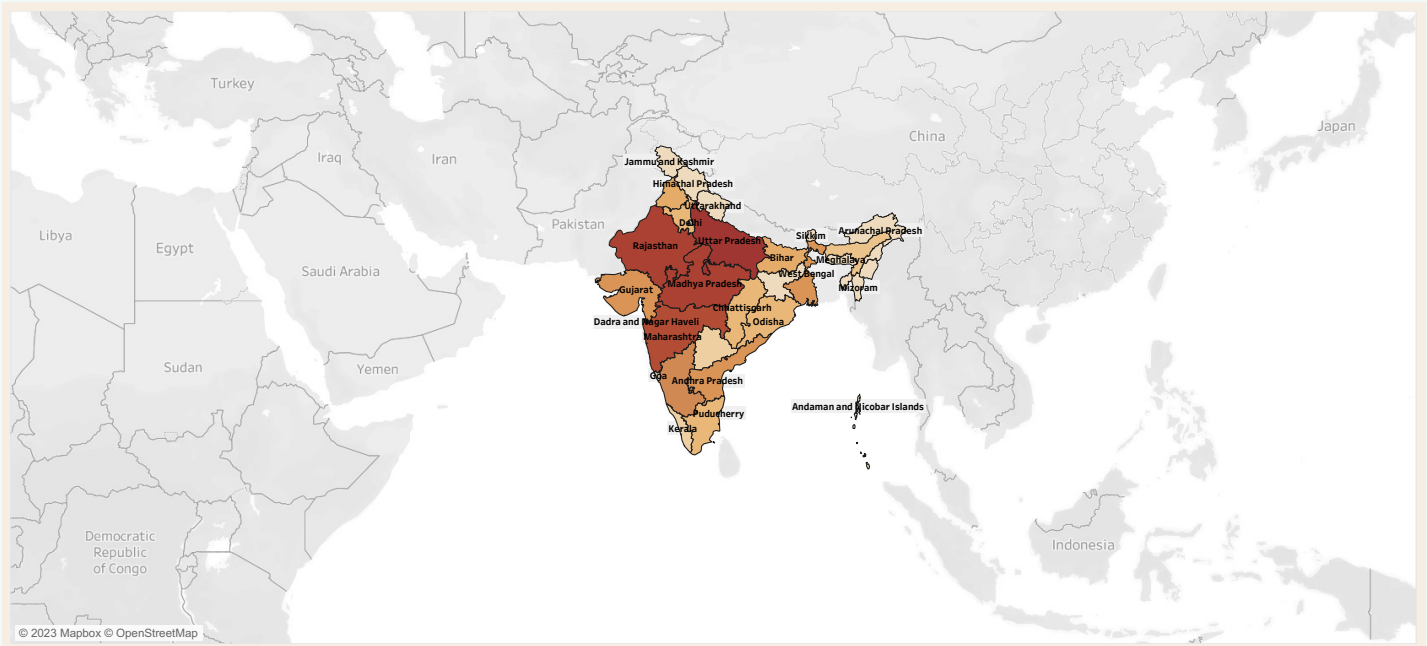 Turkey
China
Japan
Iraq
Iran
Jammu and Kashmir
Himachal Pradesh
Uttarakhand
Pakistan
Libya
Egypt
Delhi
Sikkim
Arunachal Pradesh
Rajasthan
Uttar Pradesh
Bihar
Meghalaya
Saudi Arabia
West Bengal
Madhya Pradesh
Mizoram
Gujarat
Chhattisgarh
Dadra and Nagar Haveli
Odisha
Maharashtra
Sudan
Yemen
Goa
Andhra Pradesh
Andaman and Nicobar Islands
Puducherry
Kerala
Democratic
Republic
of Congo
Indonesia
© 2023 Mapbox © OpenStreetMap